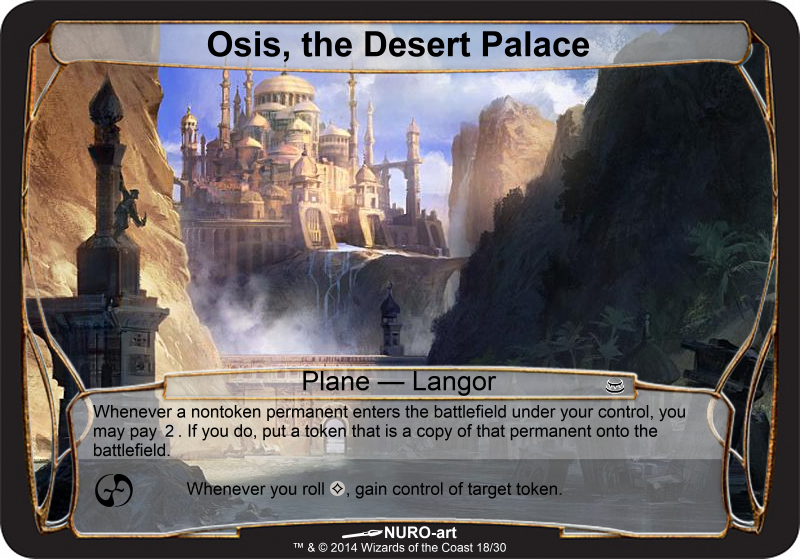 Osis, the Desert Palace
Plane — Langor
Whenever a nontoken permanent enters the battlefield under your control, you
may pay 2 . If you do, put a token that is a copy of that permanent onto the
battlefield.
Whenever you roll , gain control of target token.
NURO-art
™ & © 2014 Wizards of the Coast 18/30